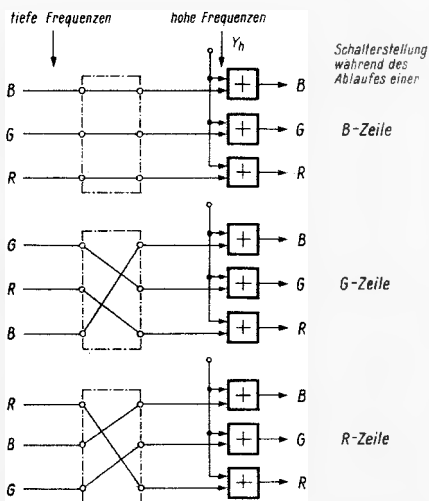 tiefe Frequenzen hohe Frequenzen
Y_h
Schalterstellung
während des
Ablaufes einer
B + B
G + G B-Zeile
R + R
G + B
R + G G-Zeile
B + R
R + B
B + G R-Zeile
G + R